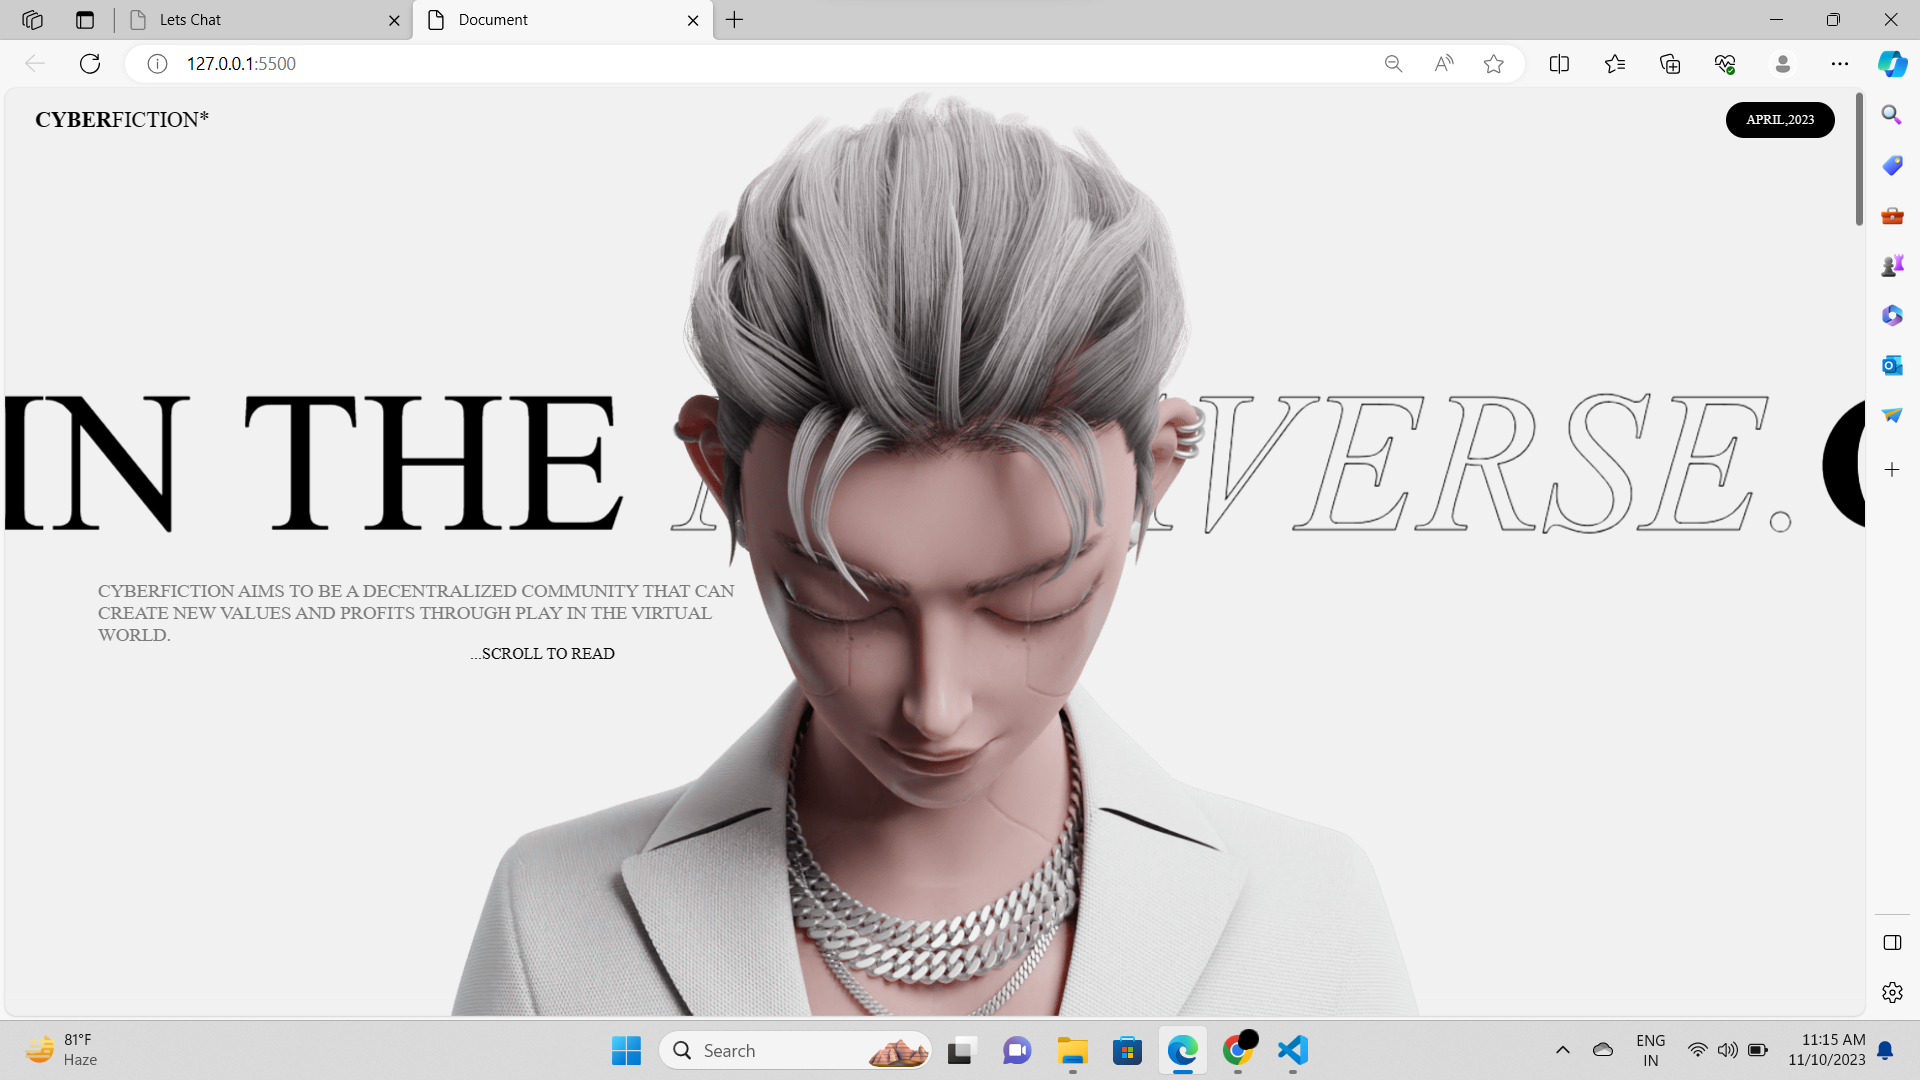 Lets Chat
Document
127.0.0.1:5500
CYBERFICTION*
APRIL,2023
IN THE
VERSE.
CYBERFICTION AIMS TO BE A DECENTRALIZED COMMUNITY THAT CAN
CREATE NEW VALUES AND PROFITS THROUGH PLAY IN THE VIRTUAL
WORLD.
...SCROLL TO READ
81°F
Haze
Search
ENG
IN
11:15 AM
11/10/2023